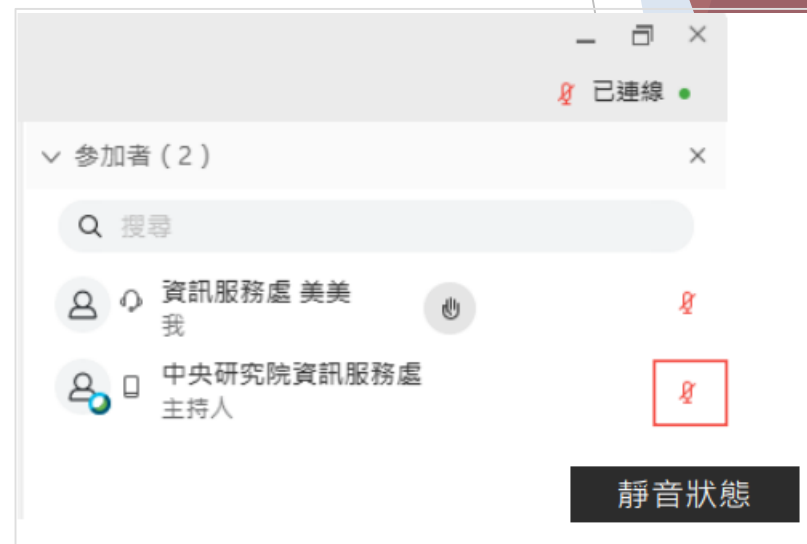 已連線
參加者 ( 2 )
搜尋
資訊服務處 美美
我
中央研究院資訊服務處
主持人
靜音狀態